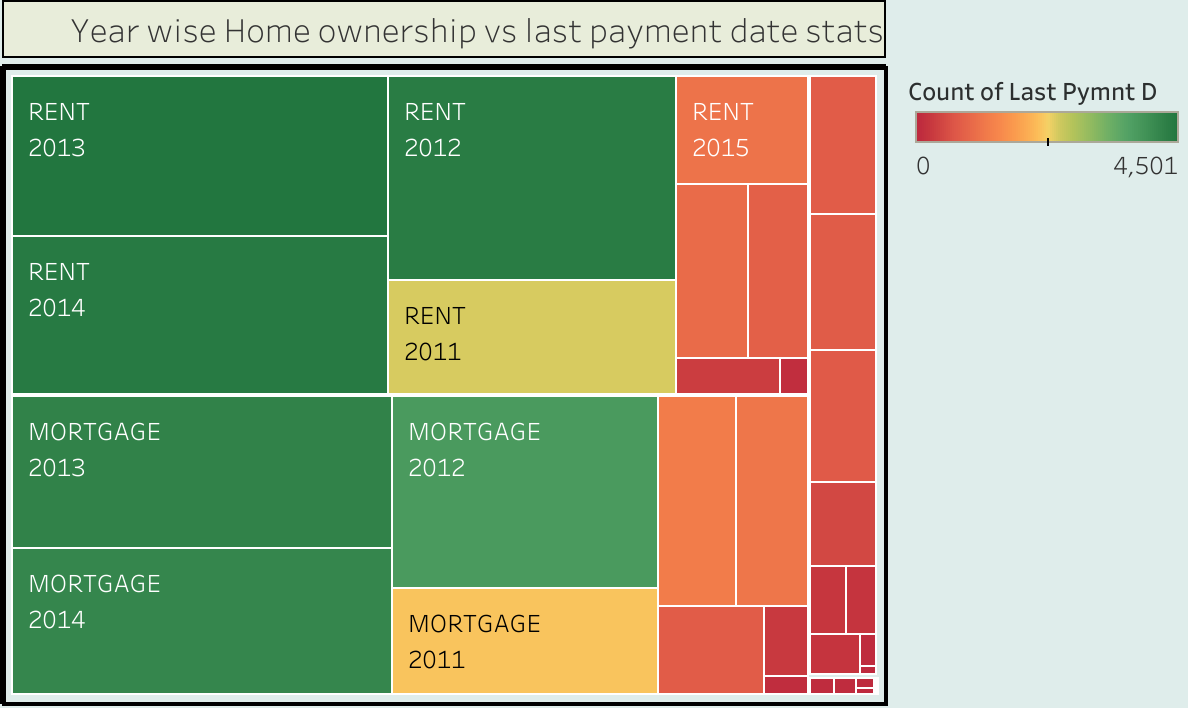 Year wise Home ownership vs last payment date stats
RENT
2013
RENT
2012
RENT
2015
RENT
2014
RENT
2011
MORTGAGE
2013
MORTGAGE
2012
MORTGAGE
2014
MORTGAGE
2011
Count of Last Pymnt D
0
4,501